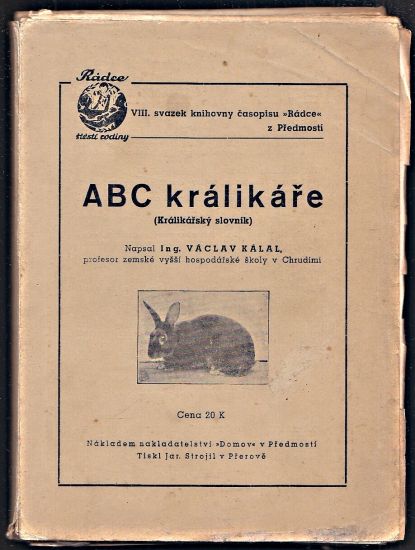 Rádce
štěstí rodiny
VIII. svazek knihovny časopisu »Rádce«
z Předmostí
ABC králikáře
(Králikářský slovník)
Napsal Ing. VÁCLAV KÁLAL,
profesor zemské vyšší hospodářské školy v Chrudimi
Cena 20 K
Nákladem nakladatelství »Domov« v Předmostí
Tiskl Jar. Strojil v Přerově